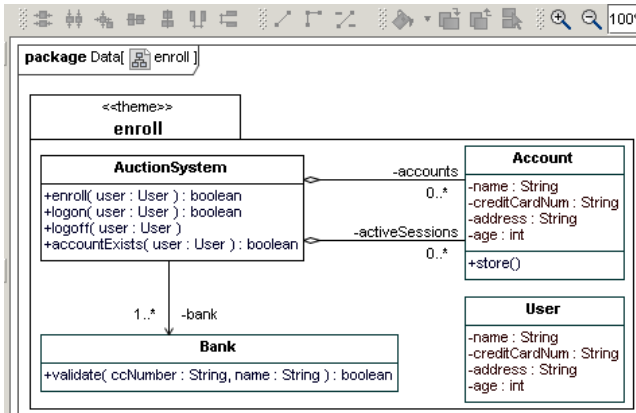 100%
package Data[ enroll ]
<<theme>>
enroll
AuctionSystem
+enroll( user : User ) : boolean
+logon( user : User ) : boolean
+logoff( user : User )
+accountExists( user : User ) : boolean
-accounts
0..*
-activeSessions
0..*
Account
-name : String
-creditCardNum : String
-address : String
-age : int
+store()
1..*
-bank
Bank
+validate( ccNumber : String, name : String ) : boolean
User
-name : String
-creditCardNum : String
-address : String
-age : int